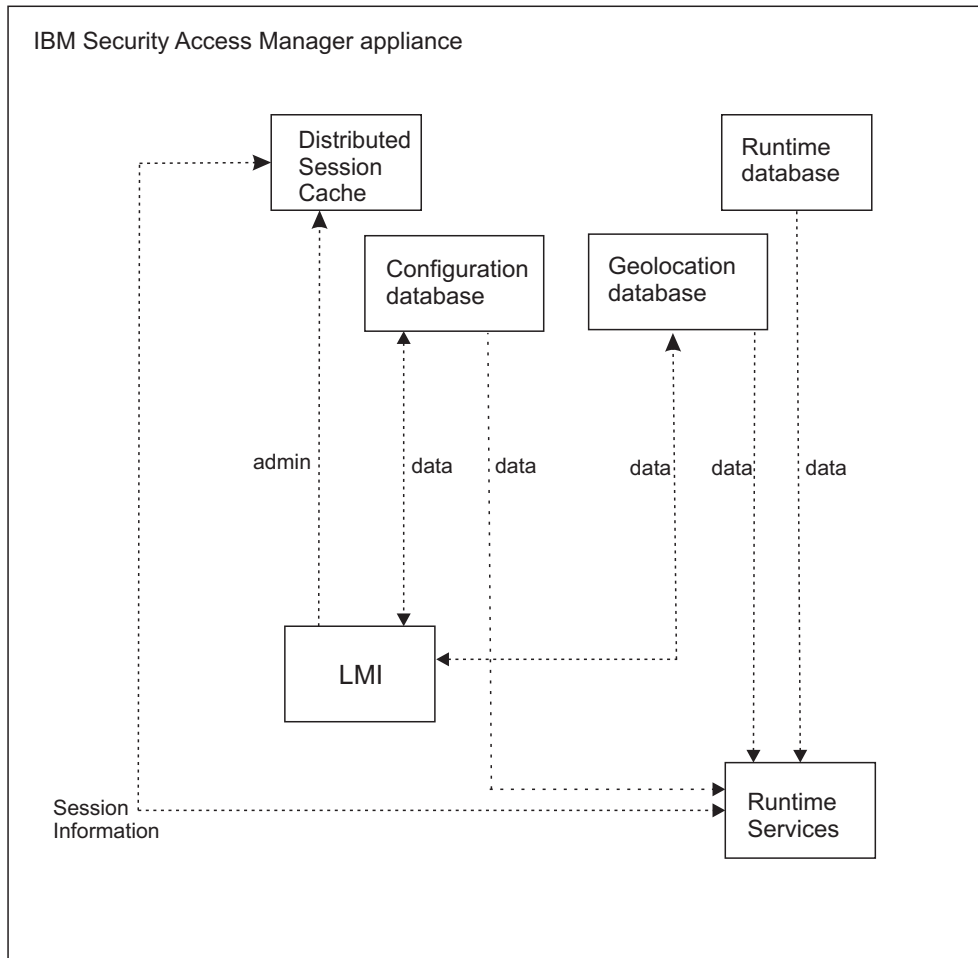 IBM Security Access Manager appliance
Distributed
Session
Cache
Runtime
database
Configuration
database
Geolocation
database
admin
data
data
data
data
data
LMI
Session
Information
Runtime
Services